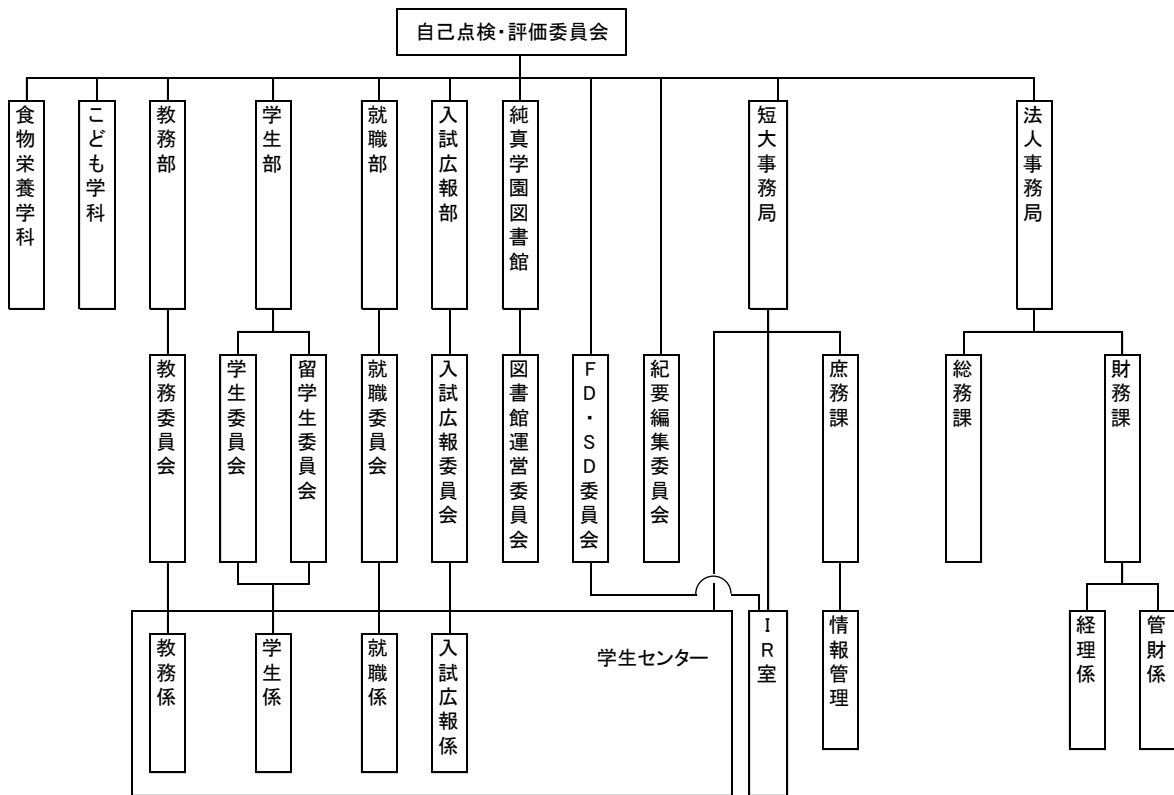 自己点検・評価委員会
食物栄養学科
こども学科
教務部
学生部
就職部
入試広報部
純真学園図書館
短大事務局
法人事務局
教務委員会
学生委員会
留学生委員会
就職委員会
入試広報委員会
図書館運営委員会
FD・SD委員会
紀要編集委員会
庶務課
総務課
財務課
教務係
学生係
就職係
入試広報係
学生センター
IR室
情報管理
経理係
管財係